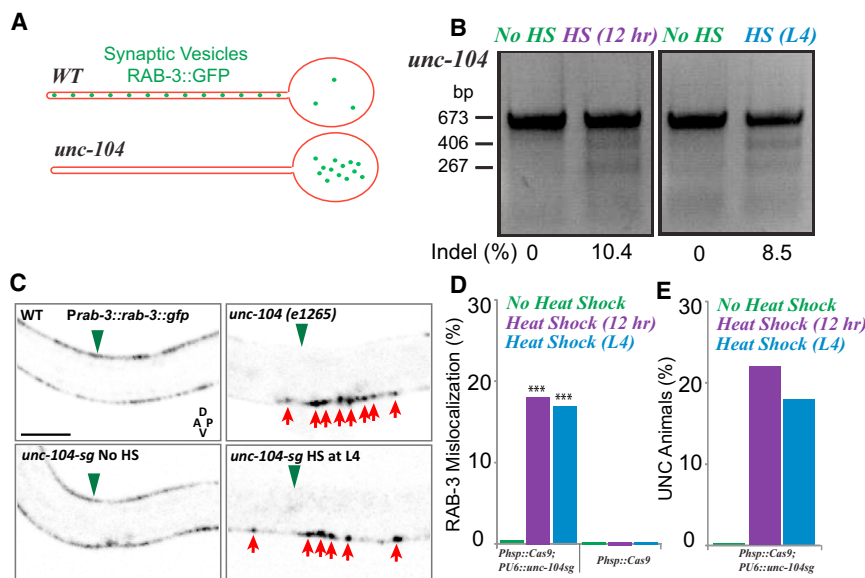 A
Synaptic Vesicles
RAB-3::GFP
WT
unc-104
B
No HS HS (12 hr) No HS HS (L4)
unc-104
bp
673
406
267
Indel (%) 0 10.4 0 8.5
C
WT Prab-3::rab-3::gfp
unc-104 (e1265)
D
A P
V
unc-104-sg No HS
unc-104-sg HS at L4
D
No Heat Shock
Heat Shock (12 hr)
Heat Shock (L4)
RAB-3 Mislocalization (%)
30
20
10
0
*** ***
Phsp::Cas9;
PU6::unc-104sg
Phsp::Cas9
E
No Heat Shock
Heat Shock (12 hr)
Heat Shock (L4)
UNC Animals (%)
30
20
10
0
Phsp::Cas9;
PU6::unc-104sg